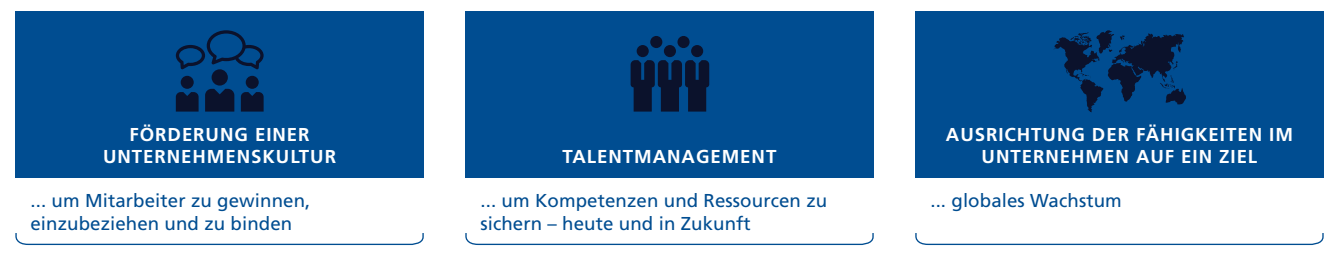 FÖRDERUNG EINER
UNTERNEHMENSKULTUR
... um Mitarbeiter zu gewinnen,
einzubeziehen und zu binden
TALENTMANAGEMENT
... um Kompetenzen und Ressourcen zu
sichern – heute und in Zukunft
AUSRICHTUNG DER FÄHIGKEITEN IM
UNTERNEHMEN AUF EIN ZIEL
... globales Wachstum